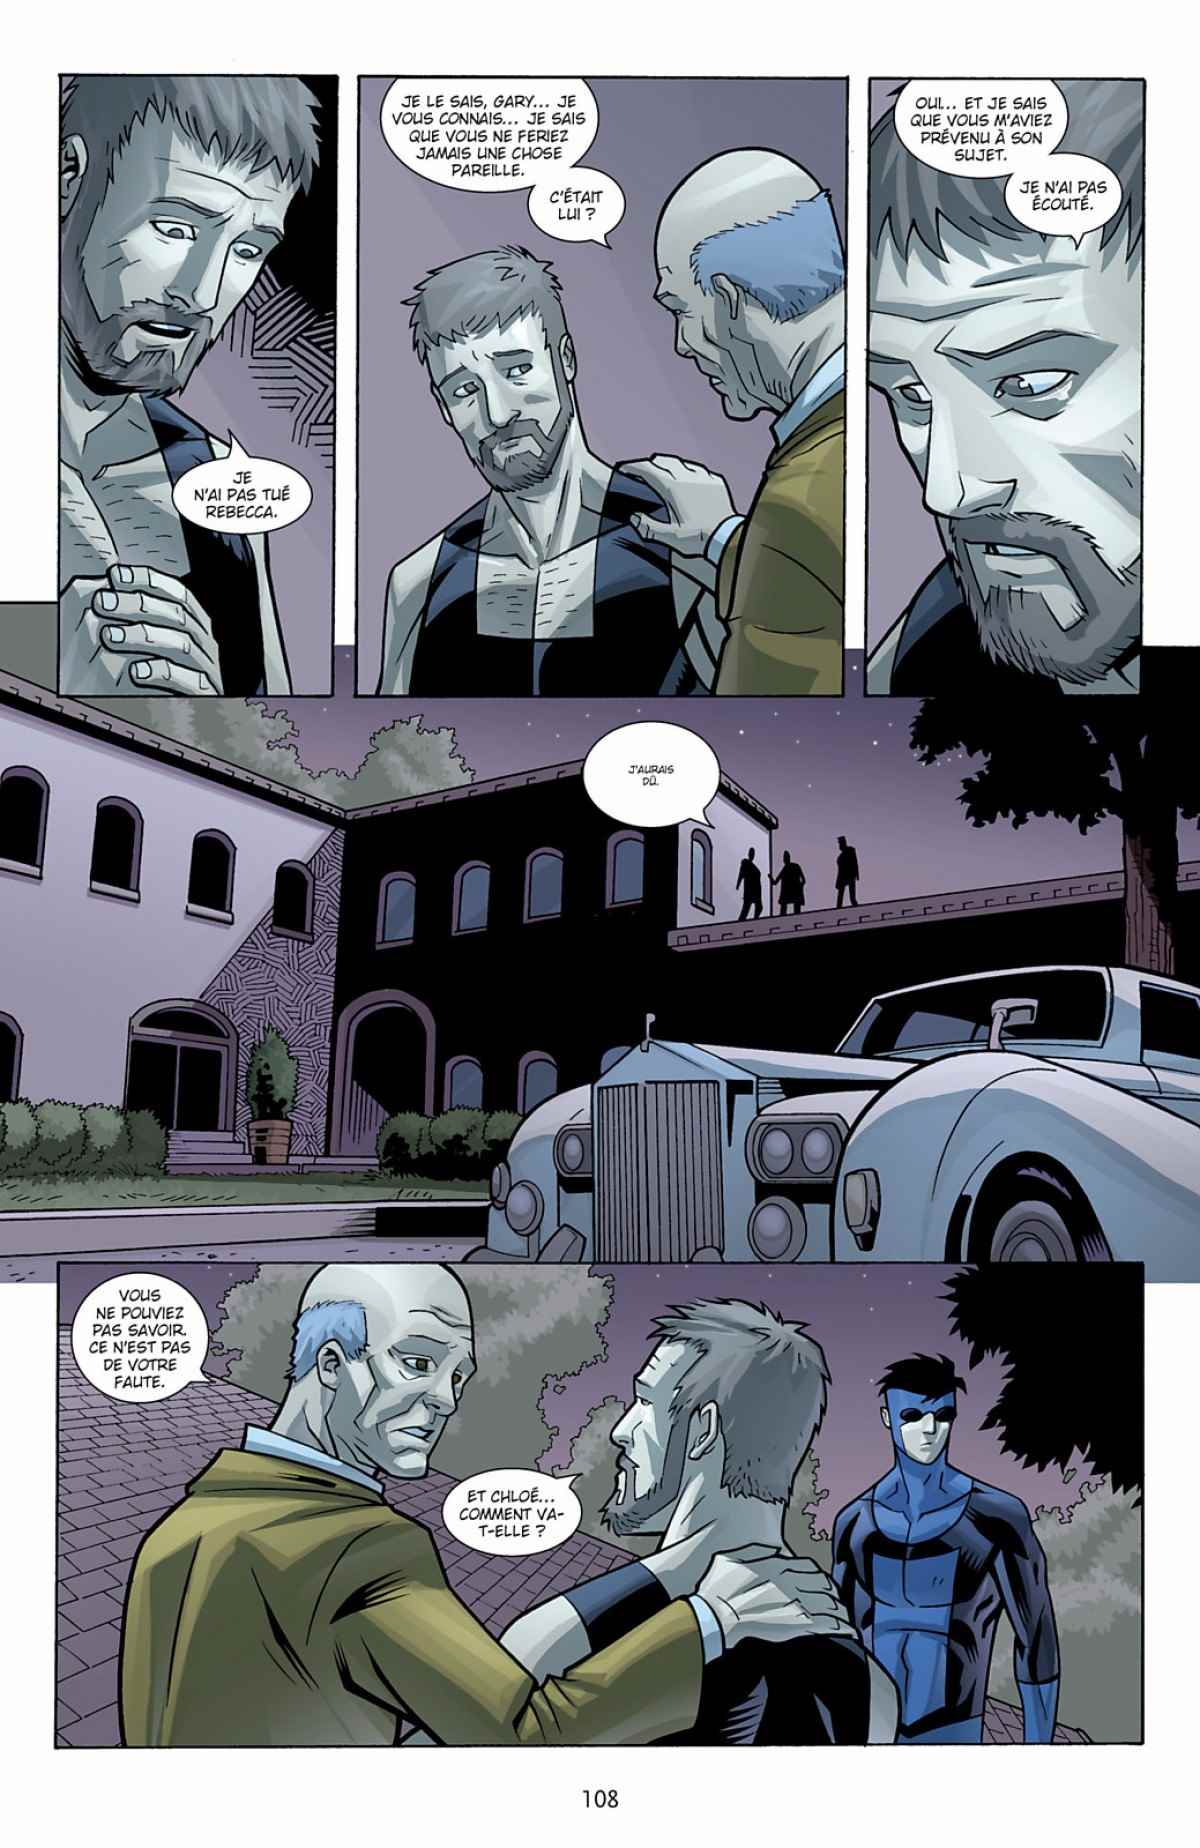 JE
N'AI PAS TUÉ
REBECCA.
JE LE SAIS, GARY... JE
VOUS CONNAIS... JE SAIS
QUE VOUS NE FERIEZ
JAMAIS UNE CHOSE
PAREILLE.
C'ÉTAIT
LUI ?
OUI... ET JE SAIS
QUE VOUS M'AVIEZ
PRÉVENU À SON
SUJET.
JE N'AI PAS
ÉCOUTÉ.
J'AURAIS
DÛ.
VOUS
NE POUVIEZ
PAS SAVOIR.
CE N'EST PAS
DE VOTRE
FAUTE.
ET CHLOÉ...
COMMENT VA-
T-ELLE ?
108